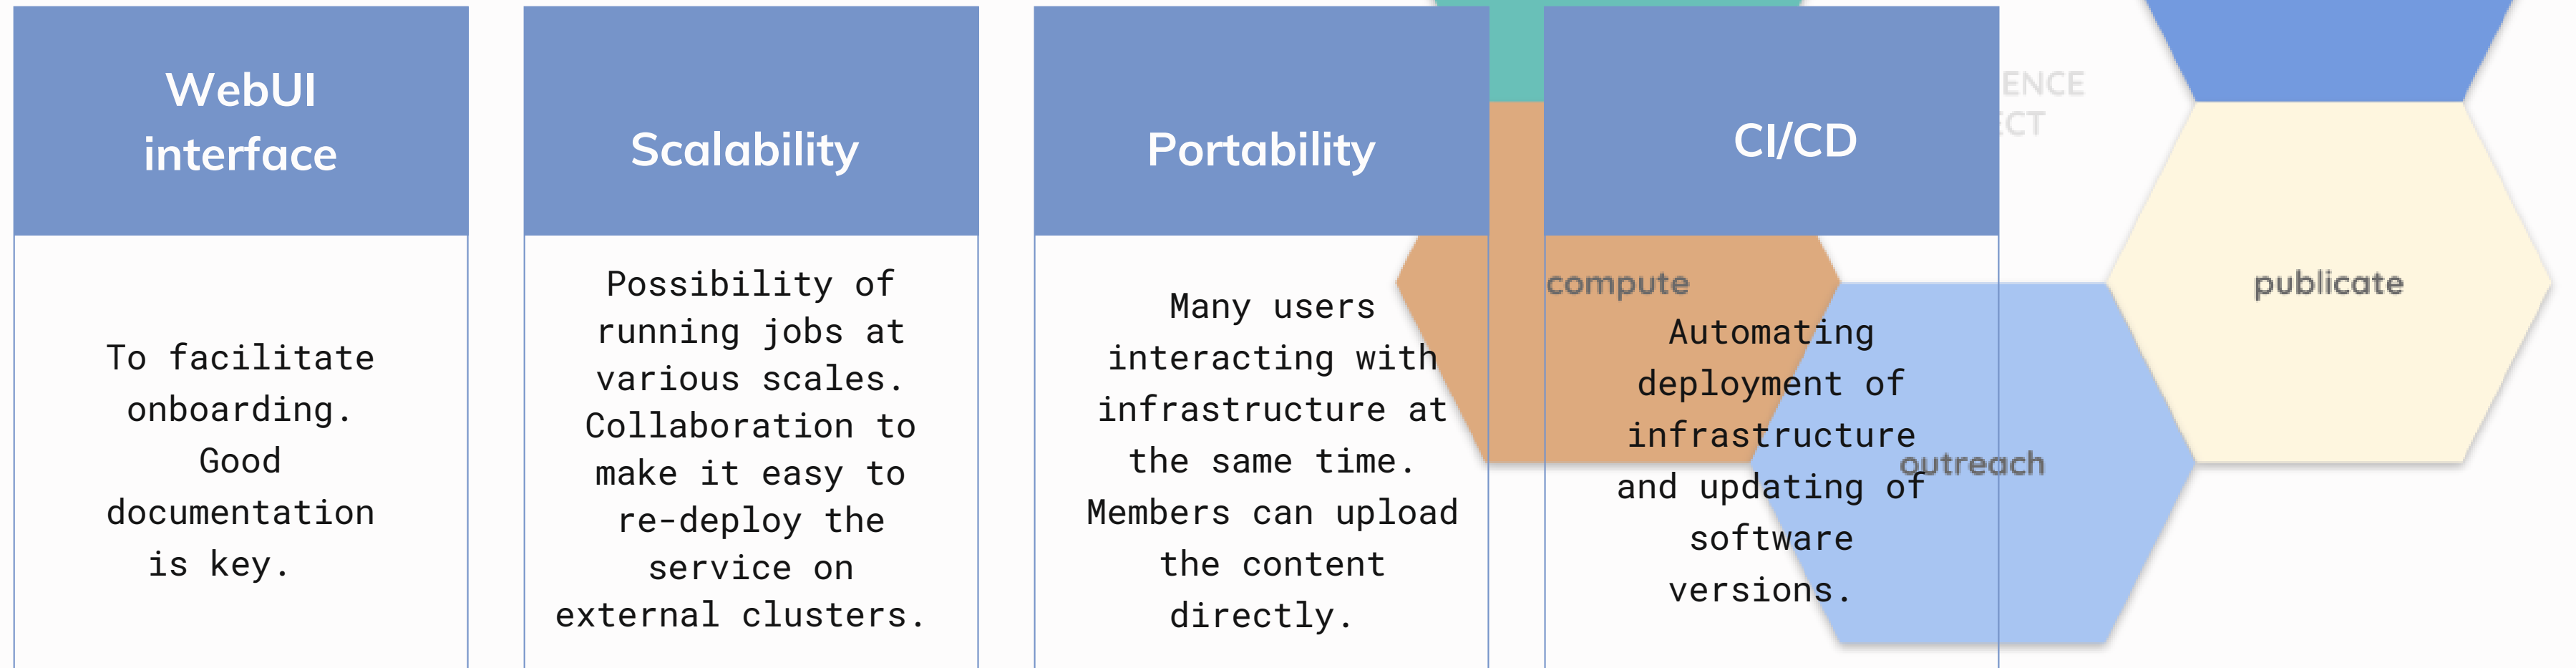 WebUI
interface
To facilitate
onboarding.
Good
documentation
is key.
Scalability
Possibility of
running jobs at
various scales.
Collaboration to
make it easy to
re-deploy the
service on
external clusters.
Portability
Many users
interacting with
infrastructure at
the same time.
Members can upload
the content
directly.
CI/CD
Automating
deployment of
infrastructure
and updating of
software
versions.
compute
outreach
publicate